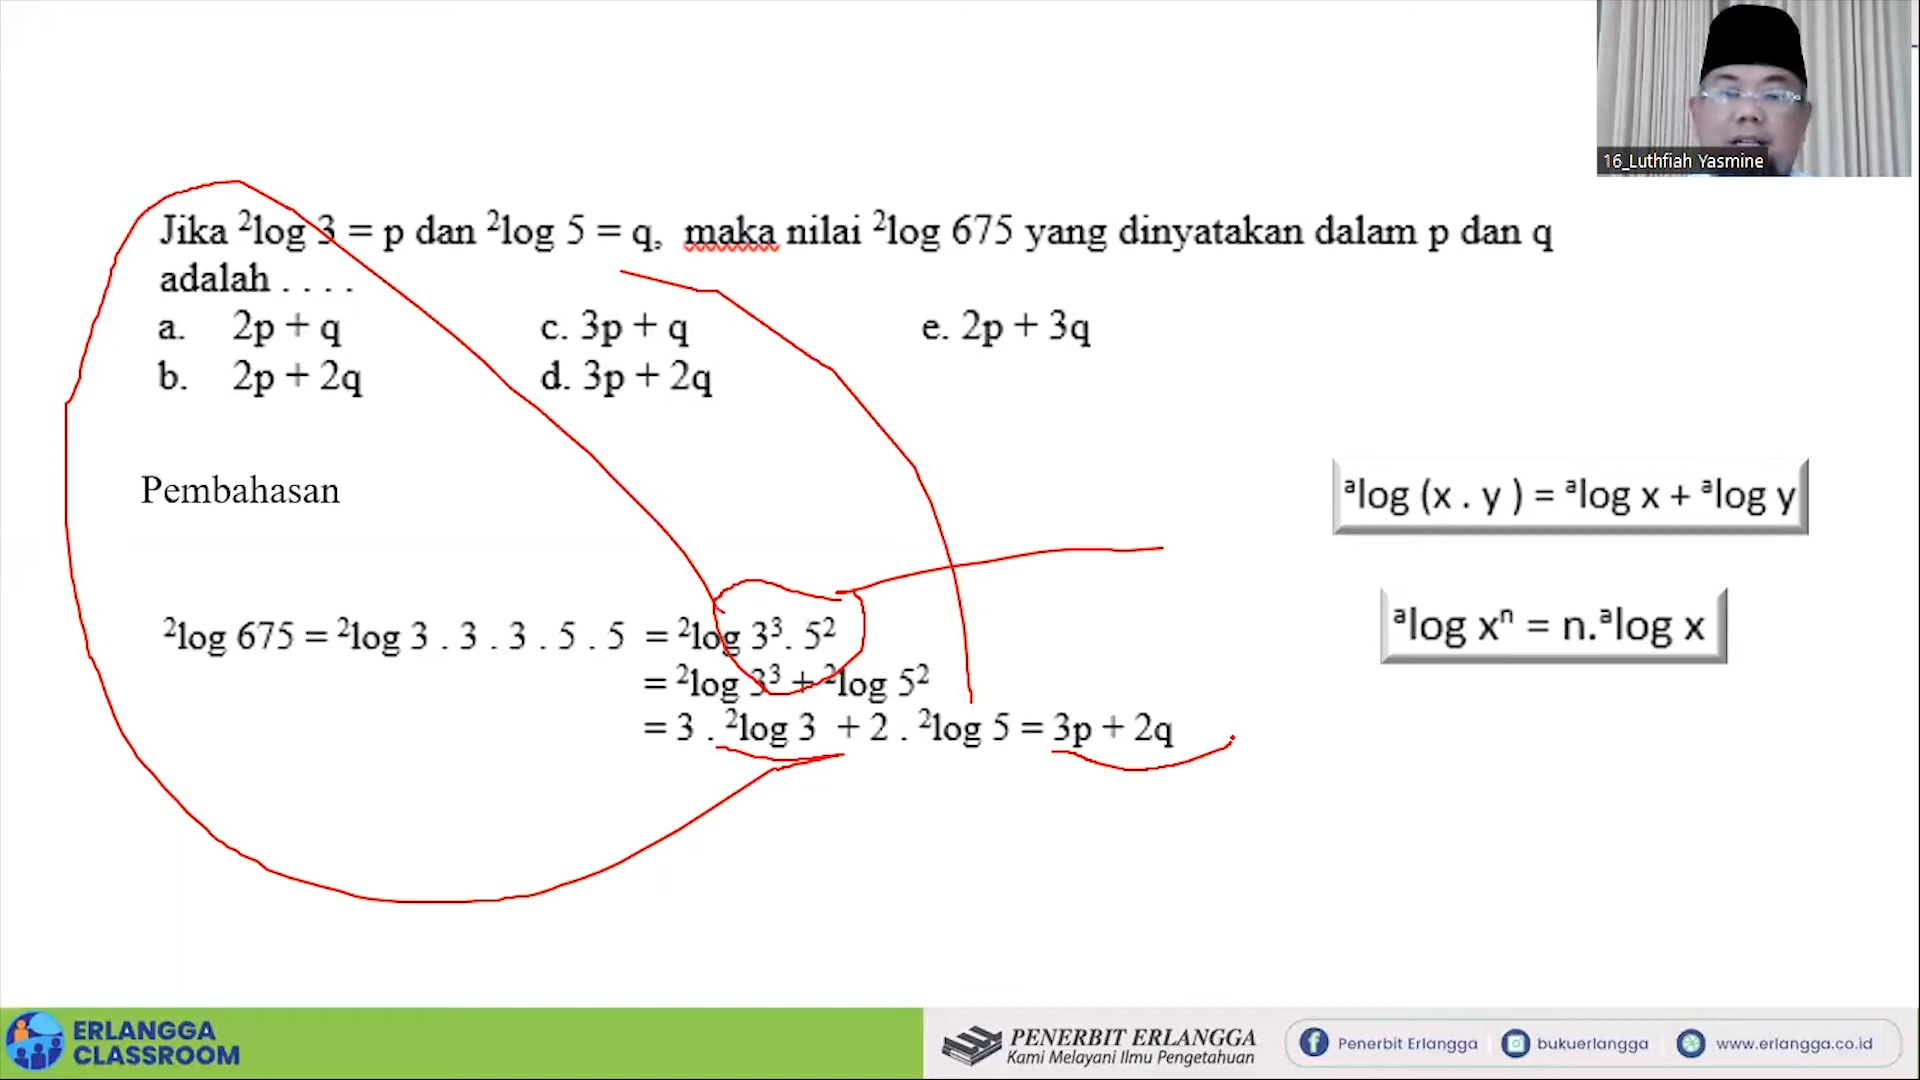 16_Luthfiah Yasmine
Jika ²log 3 = p dan ²log 5 = q, maka nilai ²log 675 yang dinyatakan dalam p dan q
adalah . . . .
a. 2p + q c. 3p + q e. 2p + 3q
b. 2p + 2q d. 3p + 2q
Pembahasan
²log 675 = ²log 3 . 3 . 3 . 5 . 5 = ²log 3³. 5²
= ²log 3³ + ²log 5²
= 3 . ²log 3 + 2 . ²log 5 = 3p + 2q
ᵃlog (x . y ) = ᵃlog x + ᵃlog y
ᵃlog xⁿ = n.ᵃlog x
ERLANGGA
CLASSROOM
PENERBIT ERLANGGA
Kami Melayani Ilmu Pengetahuan
Penerbit Erlangga
bukuerlangga
www.erlangga.co.id